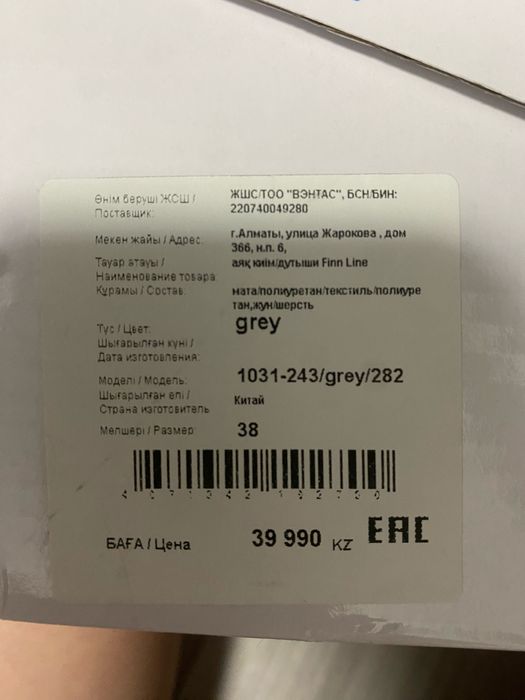 Өнім беруші ЖСШ / ЖШС/ТОО "ВЭНТАС", БСН/БИН:
Поставщик: 220740049280
Мекен жайы / Адрес: г.Алматы, улица Жарокова , дом
366, н.п. 6,
Тауар атауы / аяқ киім/дутыши Finn Line
Наименование товара:
Құрамы / Состав: мата/полиуретан/текстиль/полиуре
тан,жүн/шерсть
Түс / Цвет: grey
Шығарылған күні /
Дата изготовления:
Моделі / Модель: 1031-243/grey/282
Шығарылған елі / Китай
Страна изготовитель
Мөлшері / Размер: 38
БАҒА / Цена 39 990 KZ EAC